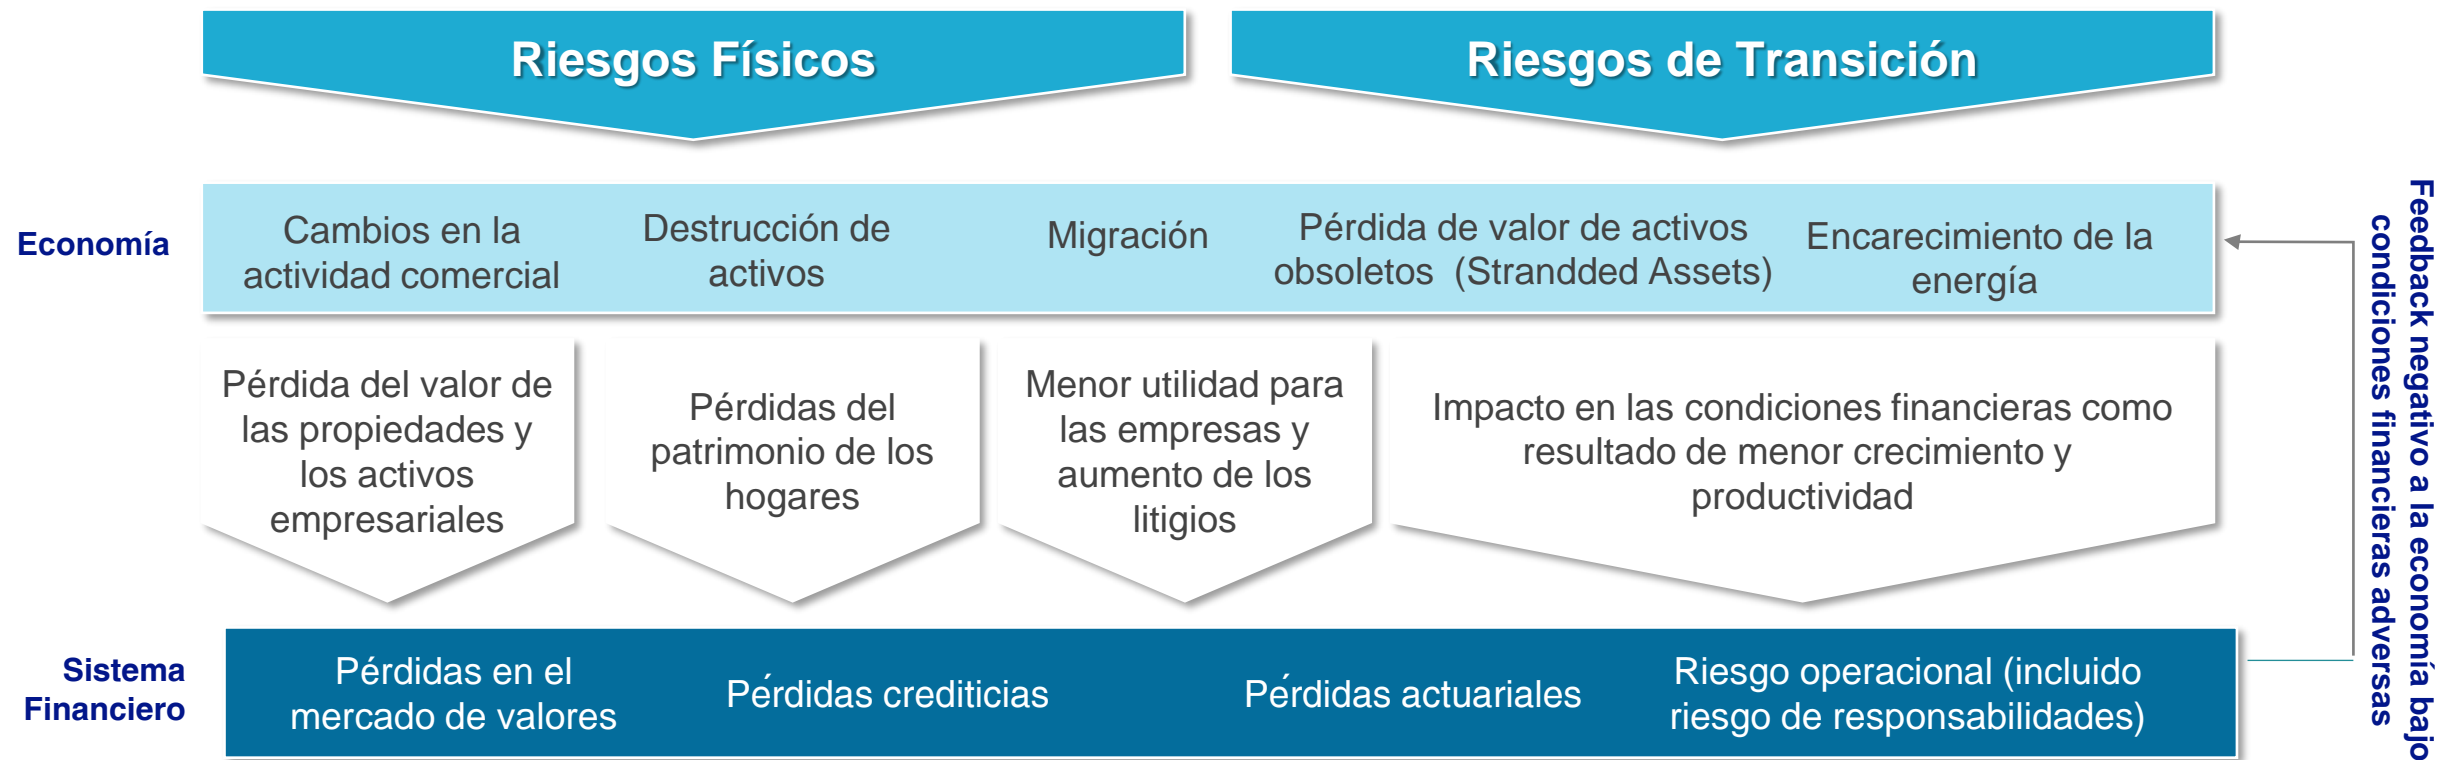 Riesgos Físicos
Riesgos de Transición
Economía
Cambios en la
actividad comercial
Destrucción de
activos
Migración
Pérdida de valor de activos
obsoletos (Strandded Assets)
Encarecimiento de la
energía
Pérdida del valor de
las propiedades y
los activos
empresariales
Pérdidas del
patrimonio de los
hogares
Menor utilidad para
las empresas y
aumento de los
litigios
Impacto en las condiciones financieras como
resultado de menor crecimiento y
productividad
Sistema
Financiero
Pérdidas en el
mercado de valores
Pérdidas crediticias
Pérdidas actuariales
Riesgo operacional (incluido
riesgo de responsabilidades)
Feedback negativo a la economía bajo
condiciones financieras adversas